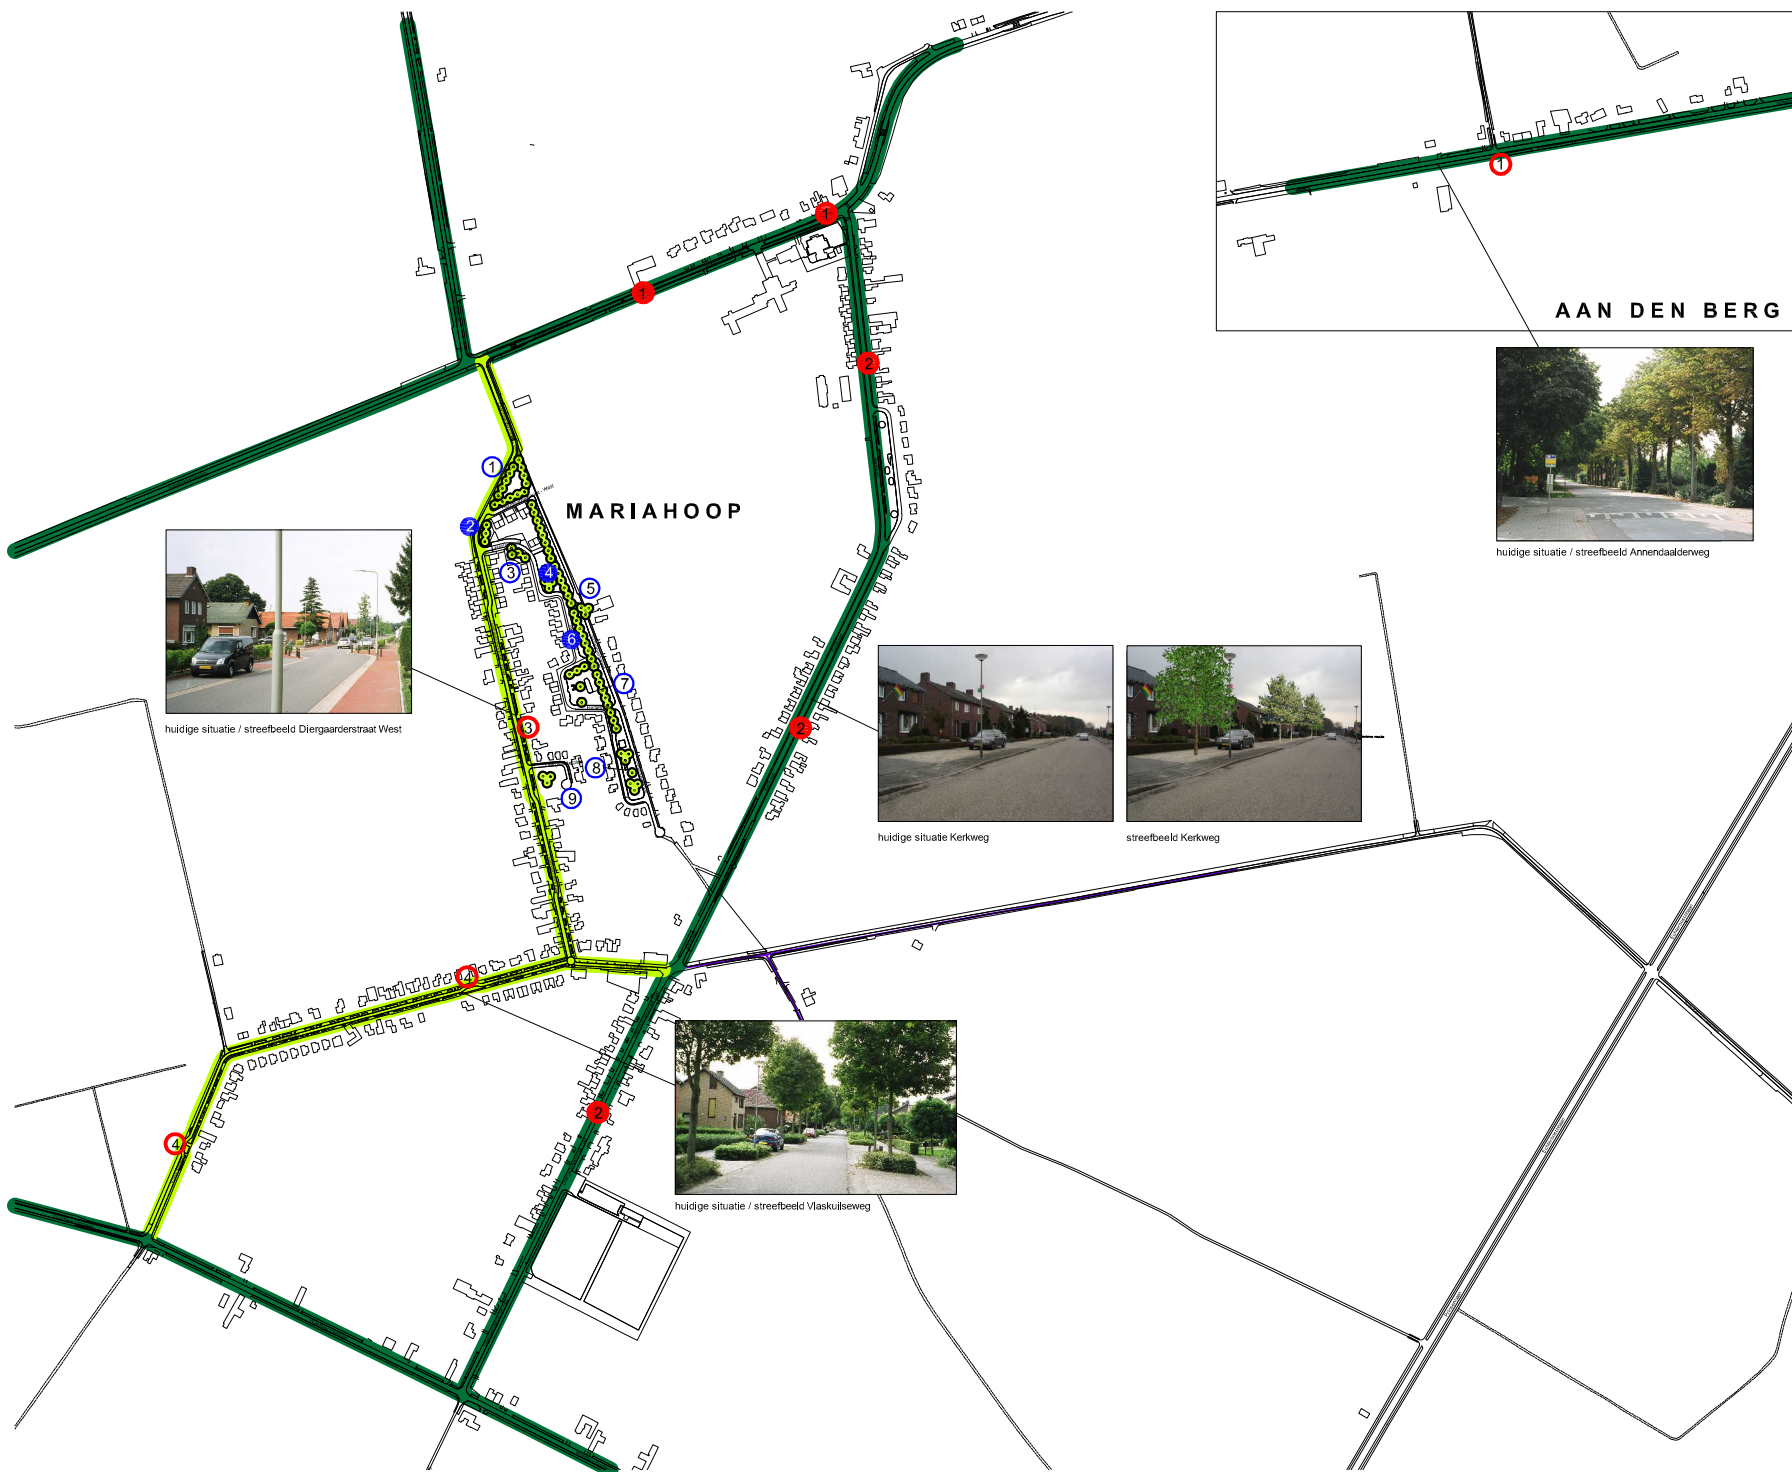 1
AAN DEN BERG
huidige situatie / streefbeeld Annendaalderweg
1
1
2
MARIAHOOP
1
2
3
4
5
6
7
8
9
3
huidige situatie / streefbeeld Diergaarderstraat West
2
huidige situatie Kerkweg
streefbeeld Kerkweg
4
4
2
huidige situatie / streefbeeld Vlaskuilseweg